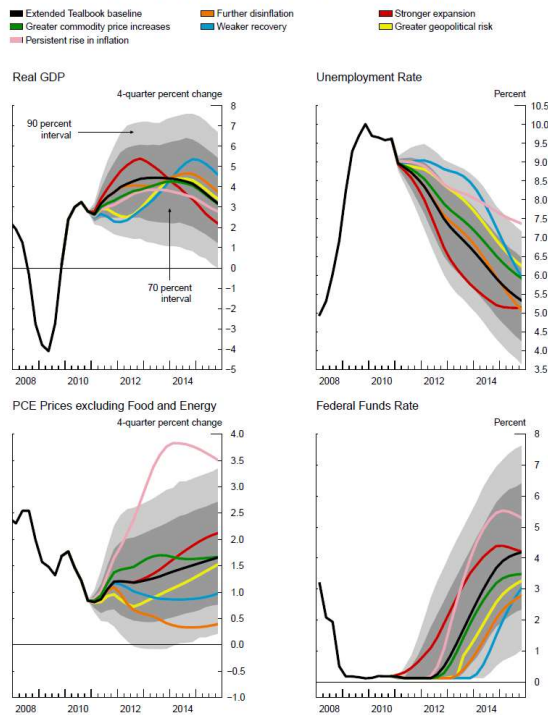 Extended Tealbook baseline
Further disinflation
Stronger expansion
Greater commodity price increases
Weaker recovery
Greater geopolitical risk
Persistent rise in inflation
Real GDP
4-quarter percent change
90 percent
interval
70 percent
interval
8
7
6
5
4
3
2
1
0
−1
−2
−3
−4
−5
2008 2010 2012 2014
Unemployment Rate
Percent
10.5
10.0
9.5
9.0
8.5
8.0
7.5
7.0
6.5
6.0
5.5
5.0
4.5
4.0
3.5
2008 2010 2012 2014
PCE Prices excluding Food and Energy
4-quarter percent change
4.0
3.5
3.0
2.5
2.0
1.5
1.0
0.5
0.0
−0.5
−1.0
2008 2010 2012 2014
Federal Funds Rate
Percent
8
7
6
5
4
3
2
1
0
2008 2010 2012 2014